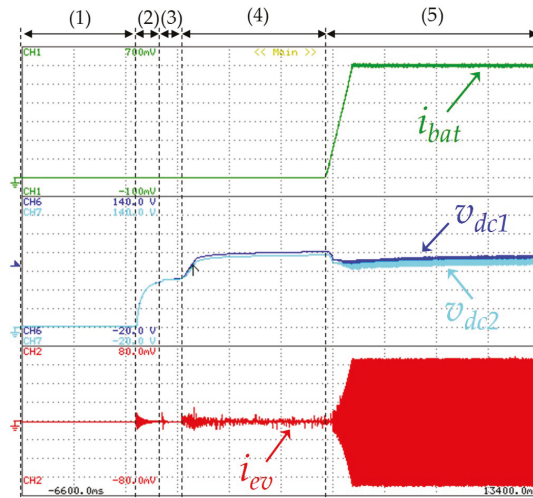 (1) (2) (3) (4) (5)
CH1 700mV << Main >>
i_bat
CH1 -100mV
CH6 140.0 V
CH7 140.0 V
v_dc1
v_dc2
CH6 -20.0 V
CH7 -20.0 V
CH2 80.0mV
i_ev
-6600.0ms 13400.0ms
CH2 -80.0mV